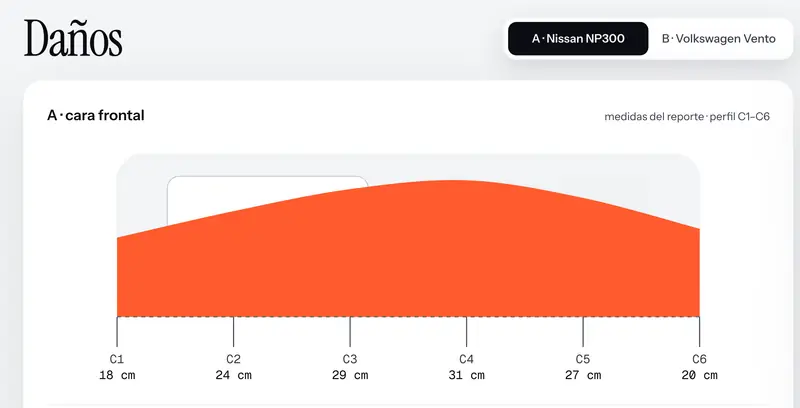 Daños
A · Nissan NP300
B · Volkswagen Vento
A · cara frontal
medidas del reporte · perfil C1–C6
C1 C2 C3 C4 C5 C6
18 cm 24 cm 29 cm 31 cm 27 cm 20 cm